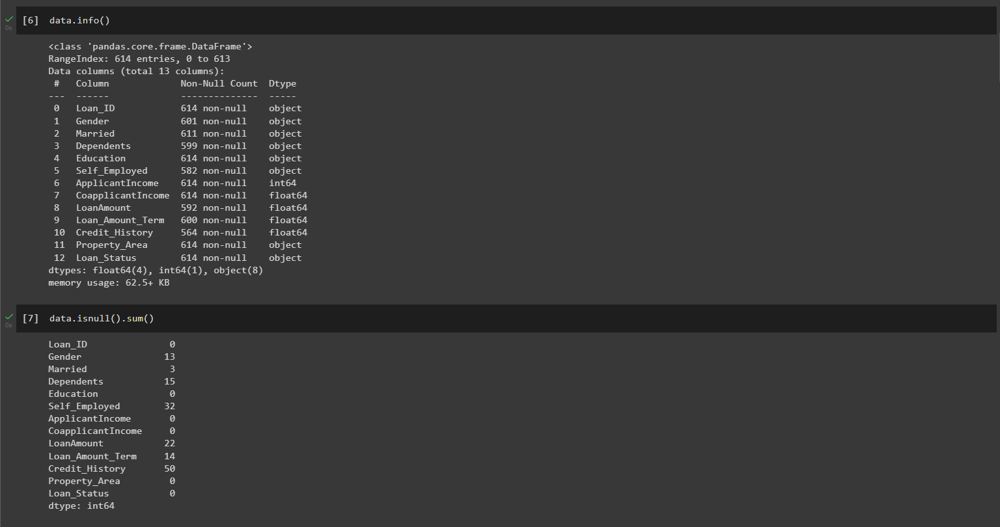 [6] data.info()
0s
<class 'pandas.core.frame.DataFrame'>
RangeIndex: 614 entries, 0 to 613
Data columns (total 13 columns):
 #   Column             Non-Null Count  Dtype
---  ------             --------------  -----
 0   Loan_ID            614 non-null    object
 1   Gender             601 non-null    object
 2   Married            611 non-null    object
 3   Dependents         599 non-null    object
 4   Education          614 non-null    object
 5   Self_Employed      582 non-null    object
 6   ApplicantIncome    614 non-null    int64
 7   CoapplicantIncome  614 non-null    float64
 8   LoanAmount         592 non-null    float64
 9   Loan_Amount_Term   600 non-null    float64
 10  Credit_History     564 non-null    float64
 11  Property_Area      614 non-null    object
 12  Loan_Status        614 non-null    object
dtypes: float64(4), int64(1), object(8)
memory usage: 62.5+ KB
[7] data.isnull().sum()
0s
Loan_ID               0
Gender               13
Married               3
Dependents           15
Education             0
Self_Employed        32
ApplicantIncome       0
CoapplicantIncome     0
LoanAmount           22
Loan_Amount_Term     14
Credit_History       50
Property_Area         0
Loan_Status           0
dtype: int64